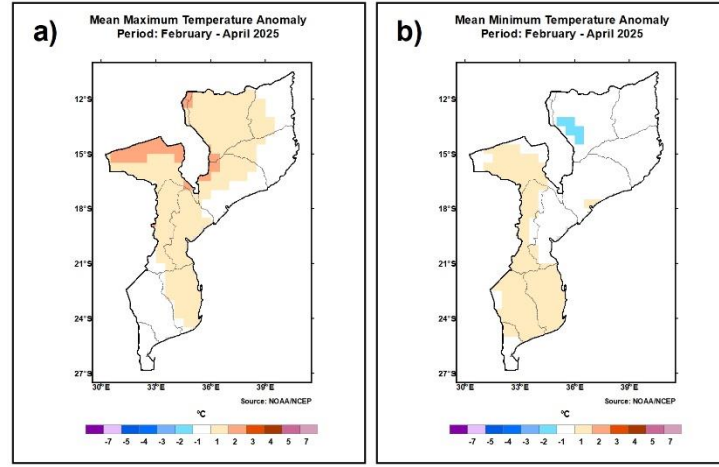 a)
Mean Maximum Temperature Anomaly
Period: February - April 2025
12°S
15°S
18°S
21°S
24°S
27°S
30°E 33°E 36°E 39°E
Source: NOAA/NCEP
°C
-7 -5 -4 -3 -2 -1 1 2 3 4 5 7
b)
Mean Minimum Temperature Anomaly
Period: February - April 2025
12°S
15°S
18°S
21°S
24°S
27°S
30°E 33°E 36°E 39°E
Source: NOAA/NCEP
°C
-7 -5 -4 -3 -2 -1 1 2 3 4 5 7